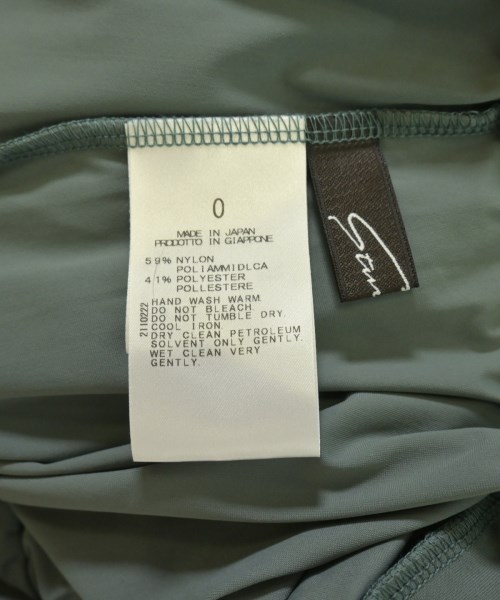 0
MADE IN JAPAN
PRODOTTO IN GIAPPONE
59% NYLON
POLIAMMIDLCA
41% POLYESTER
POLLESTERE
HAND WASH WARM.
DO NOT BLEACH.
DO NOT TUMBLE DRY.
COOL IRON.
DRY CLEAN PETROLEUM
SOLVENT ONLY GENTLY.
WET CLEAN VERY
GENTLY.
2110222